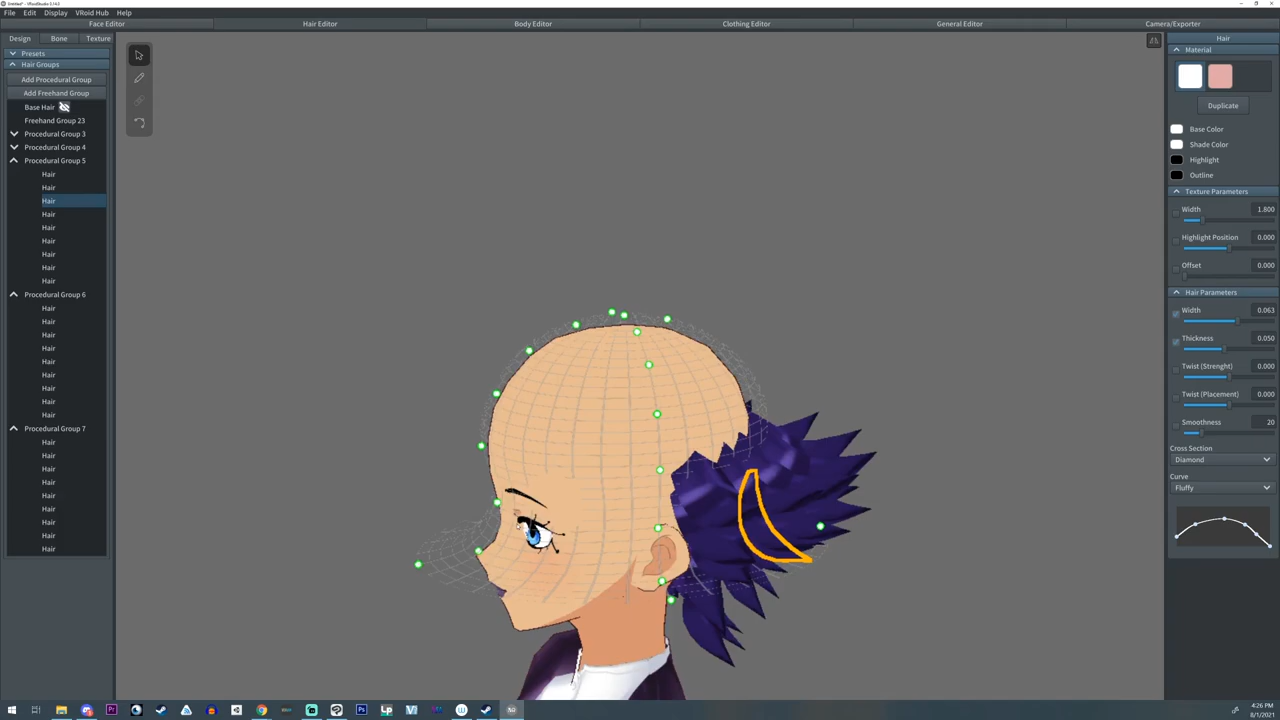 Untitled* - VRoidStudio 0.14.0
File Edit Display VRoid Hub
Face Editor Hair Editor Body Editor Clothing Editor General Editor Camera/Exporter
Design Bone Texture
Presets
Hair Groups
Add Procedural Group
Add Freehand Group
Base Hair
Freehand Group 23
Procedural Group 3
Procedural Group 4
Procedural Group 5
Hair
Hair
Hair
Hair
Hair
Hair
Hair
Hair
Hair
Procedural Group 6
Hair
Hair
Hair
Hair
Hair
Hair
Hair
Hair
Hair
Procedural Group 7
Hair
Hair
Hair
Hair
Hair
Hair
Hair
Hair
Hair
Hair
Material
Duplicate
Base Color
Shade Color
Highlight
Outline
Texture Parameters
Width 1.800
Highlight Position 0.000
Offset 0.000
Hair Parameters
Width 0.063
Thickness 0.050
Twist (Strenght) 0.000
Twist (Placement) 0.000
Smoothness 20
Cross Section
Diamond
Curve
Fluffy
4:26 PM
8/1/2021